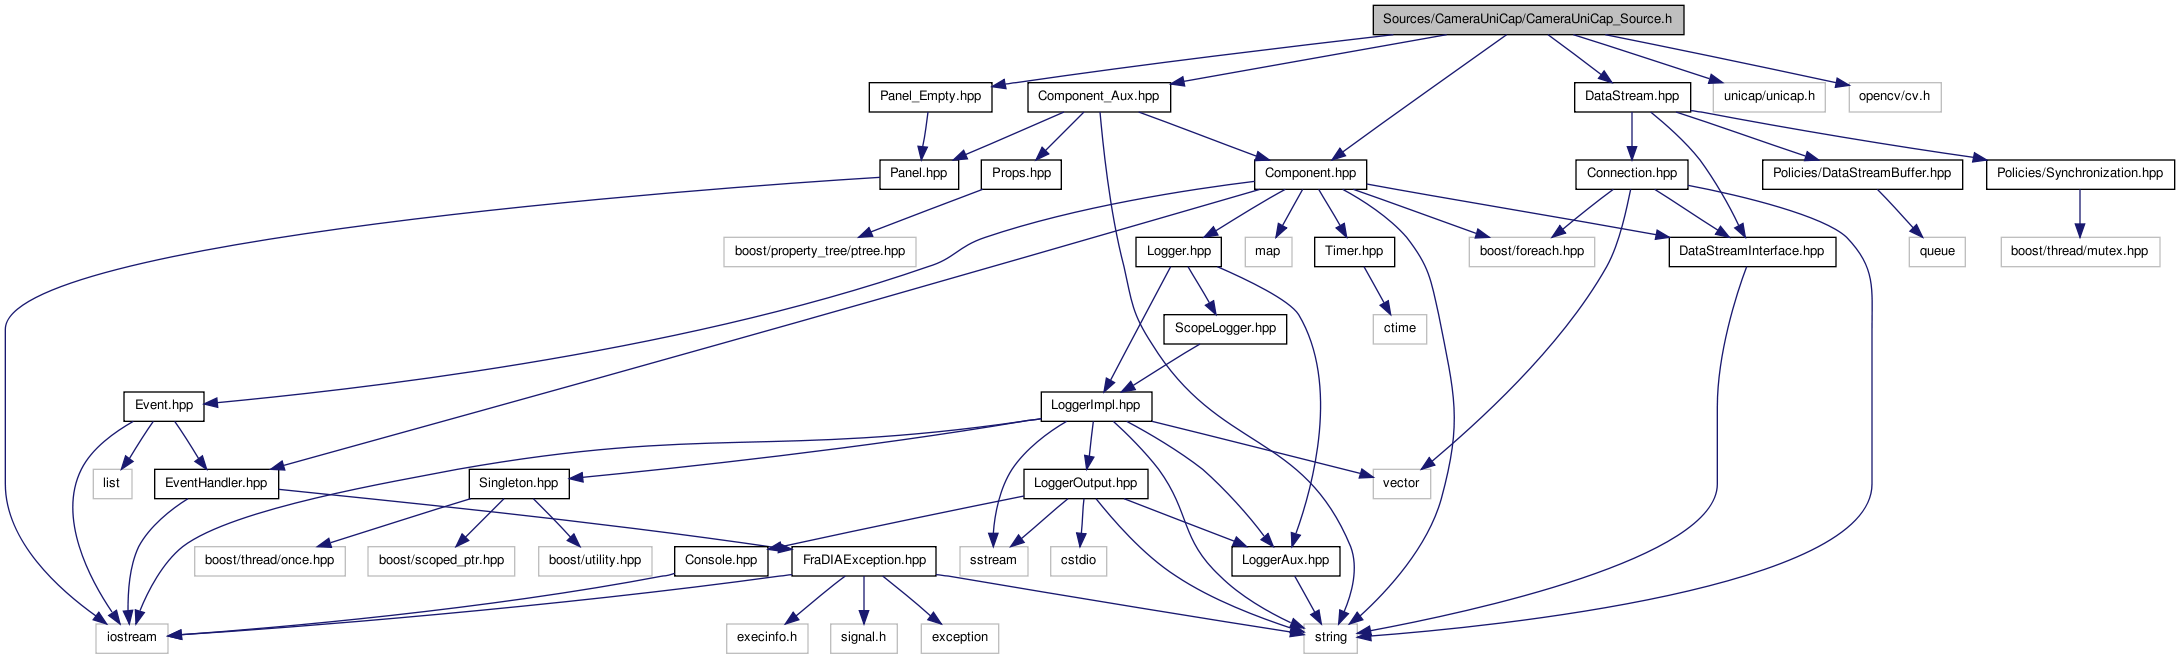 Sources/CameraUniCap/CameraUniCap_Source.h
Panel_Empty.hpp
Component_Aux.hpp
DataStream.hpp
unicap/unicap.h
opencv/cv.h
Panel.hpp
Props.hpp
Component.hpp
Connection.hpp
Policies/DataStreamBuffer.hpp
Policies/Synchronization.hpp
boost/property_tree/ptree.hpp
Logger.hpp
map
Timer.hpp
boost/foreach.hpp
DataStreamInterface.hpp
queue
boost/thread/mutex.hpp
ScopeLogger.hpp
ctime
Event.hpp
LoggerImpl.hpp
list
EventHandler.hpp
Singleton.hpp
LoggerOutput.hpp
vector
boost/thread/once.hpp
boost/scoped_ptr.hpp
boost/utility.hpp
Console.hpp
FraDIAException.hpp
sstream
cstdio
LoggerAux.hpp
iostream
execinfo.h
signal.h
exception
string